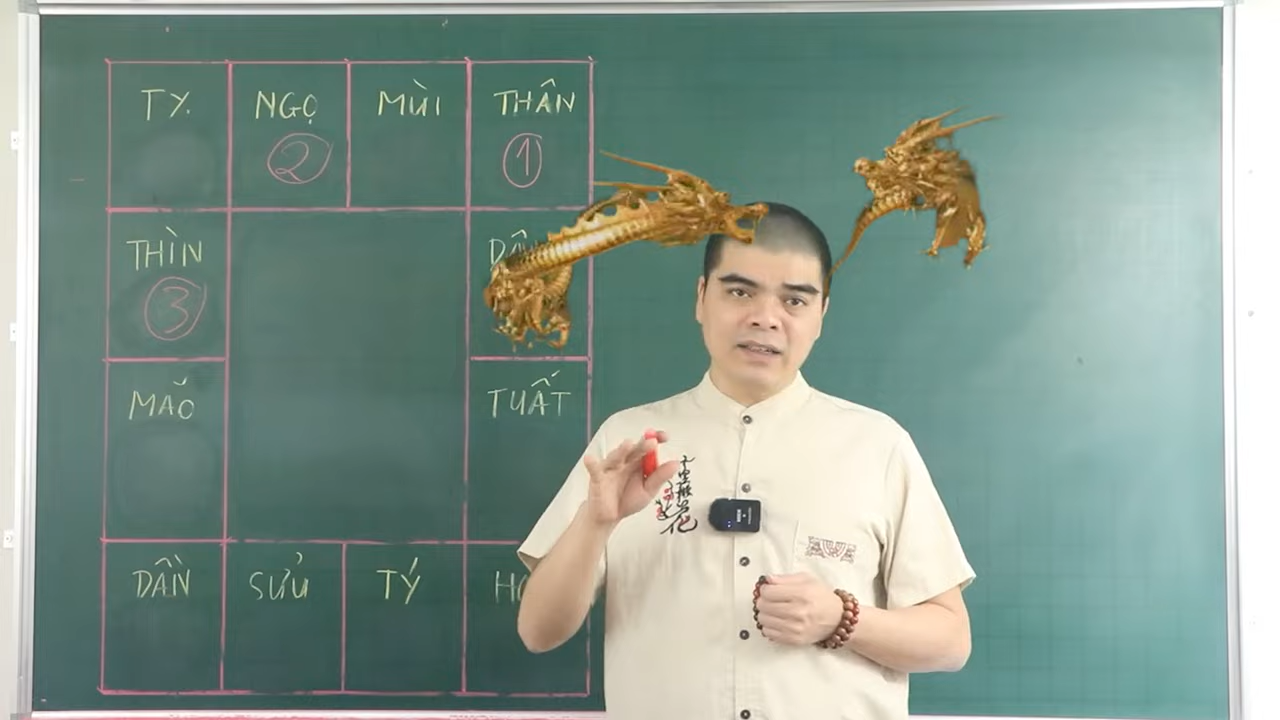 TỴ. NGỌ MÙI THÂN
2 1
THÌN
3
MÃO TUẤT
DẦN SỬU TÝ